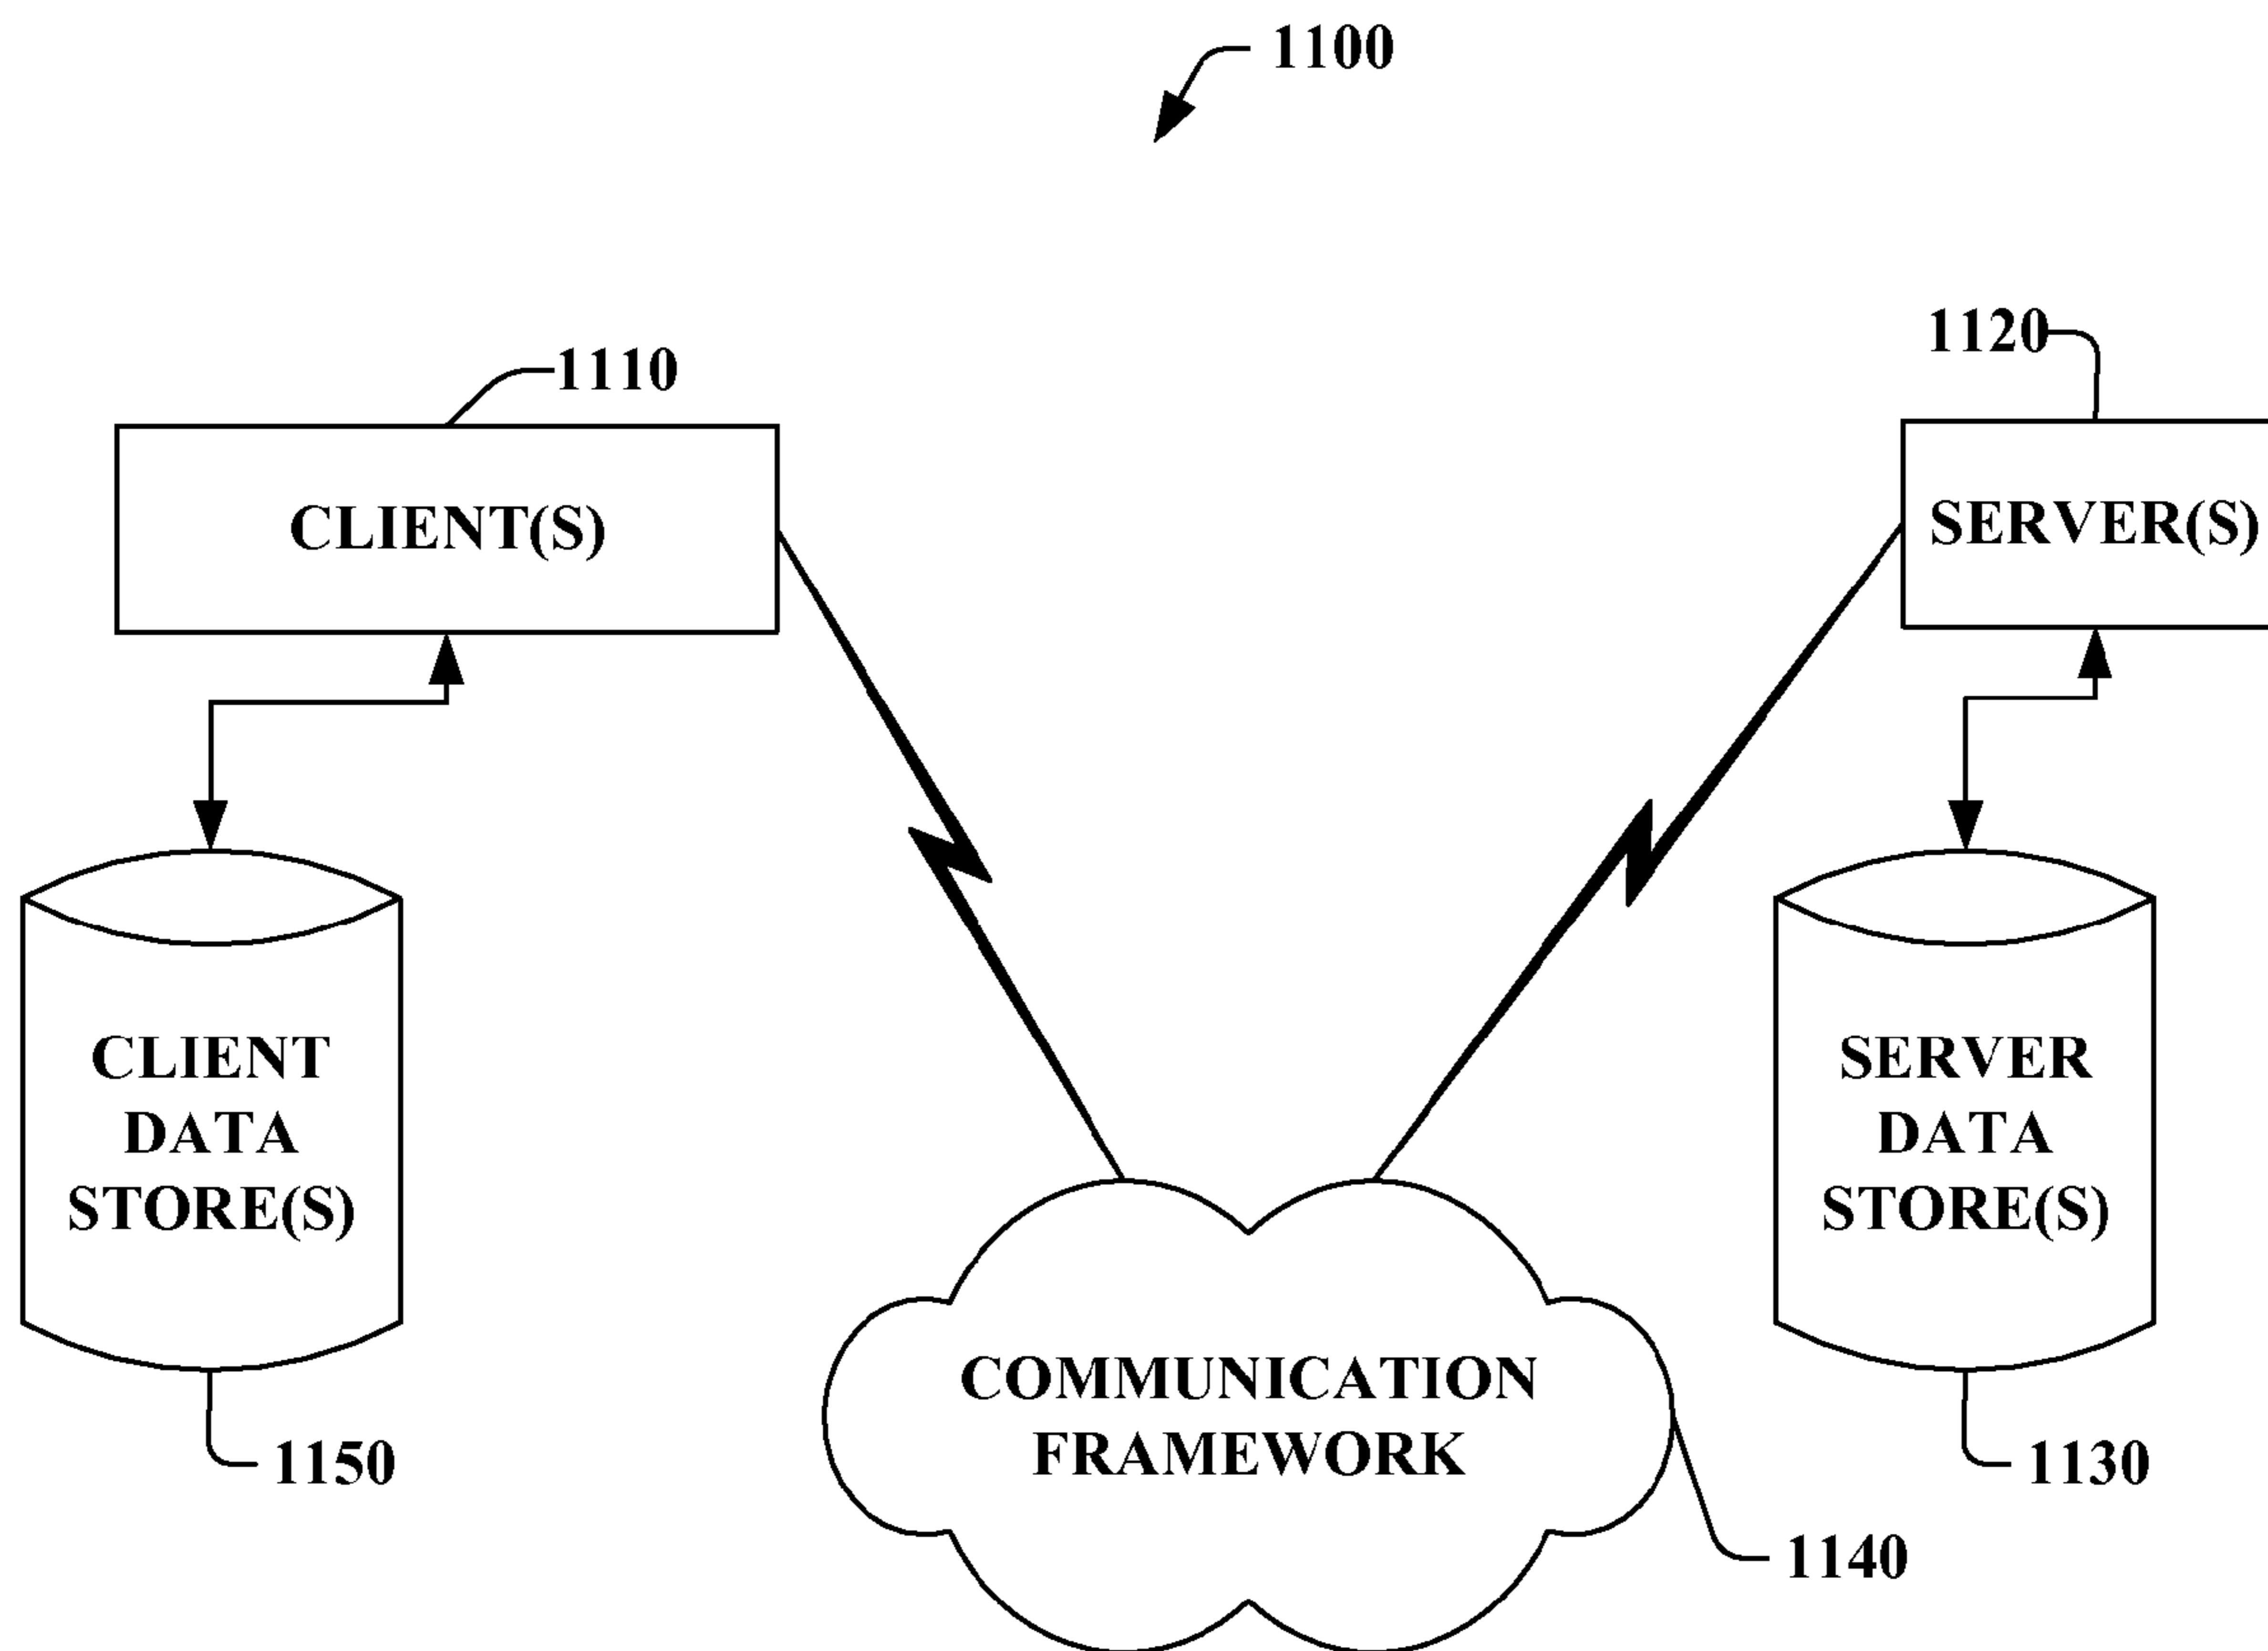 1100
1110
1120
CLIENT(S)
SERVER(S)
CLIENT
DATA
STORE(S)
SERVER
DATA
STORE(S)
COMMUNICATION
FRAMEWORK
1150
1130
1140